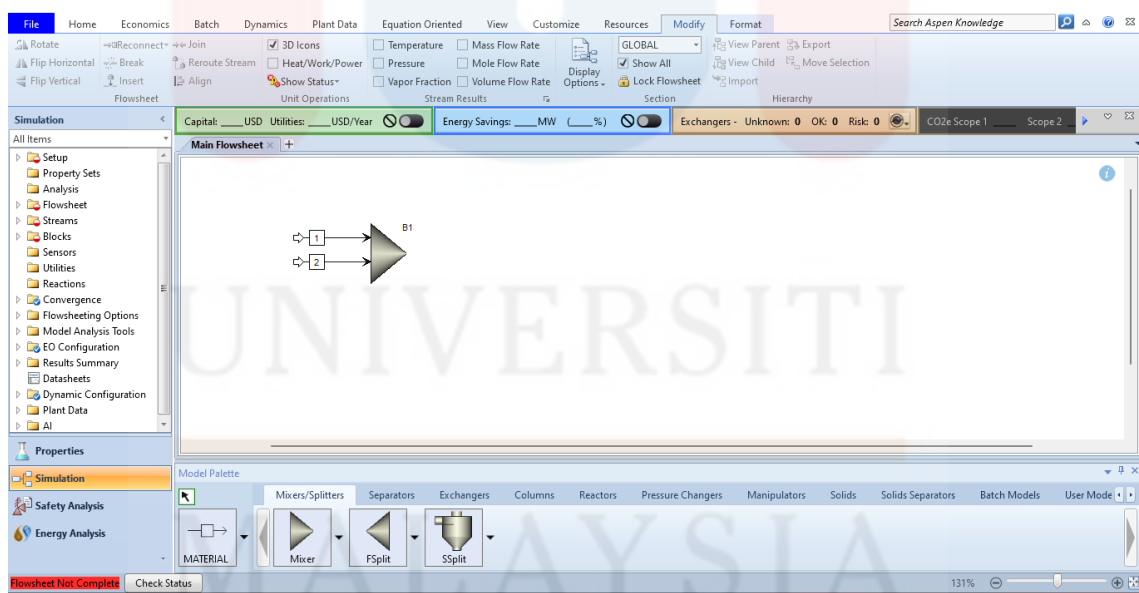 File Home Economics Batch Dynamics Plant Data Equation Oriented View Customize Resources Modify Format Search Aspen Knowledge
Rotate Reconnect Join 3D Icons Temperature Mass Flow Rate GLOBAL View Parent Export
Flip Horizontal Break Reroute Stream Heat/Work/Power Pressure Mole Flow Rate Display Options Show All View Child Move Selection
Flip Vertical Insert Align Show Status Vapor Fraction Volume Flow Rate Lock Flowsheet Import
Flowsheet Unit Operations Stream Results Section Hierarchy
Simulation Capital: ____USD Utilities: ____USD/Year Energy Savings: ____MW (____%) Exchangers - Unknown: 0 OK: 0 Risk: 0 CO2e Scope 1 ____ Scope 2 __
All Items
Main Flowsheet × +
Setup
Property Sets
Analysis
Flowsheet
Streams
Blocks
Sensors
Utilities
Reactions
Convergence
Flowsheeting Options
Model Analysis Tools
EO Configuration
Results Summary
Datasheets
Dynamic Configuration
Plant Data
AI
B1
1
2
UNIVERSITI
Properties
Simulation
Safety Analysis
Energy Analysis
Model Palette
Mixers/Splitters Separators Exchangers Columns Reactors Pressure Changers Manipulators Solids Solids Separators Batch Models User Mode
MATERIAL Mixer FSplit SSplit
MALAYSIA
Flowsheet Not Complete Check Status 131%